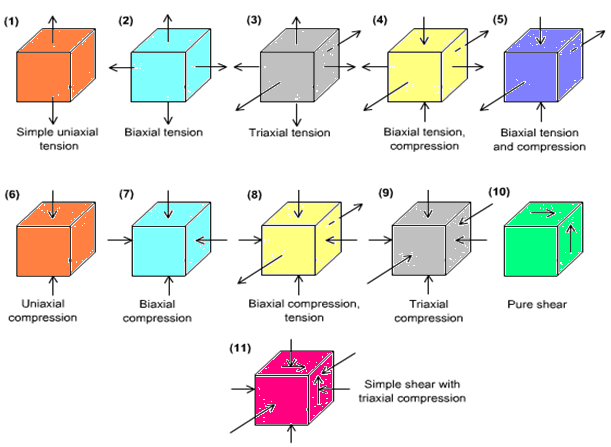 (1)
(2)
(3)
(4)
(5)
Simple uniaxial
tension
Biaxial tension
Triaxial tension
Biaxial tension,
compression
Biaxial tension
and compression
(6)
(7)
(8)
(9)
(10)
Uniaxial
compression
Biaxial
compression
Biaxial compression,
tension
Triaxial
compression
Pure shear
(11)
Simple shear with
triaxial compression